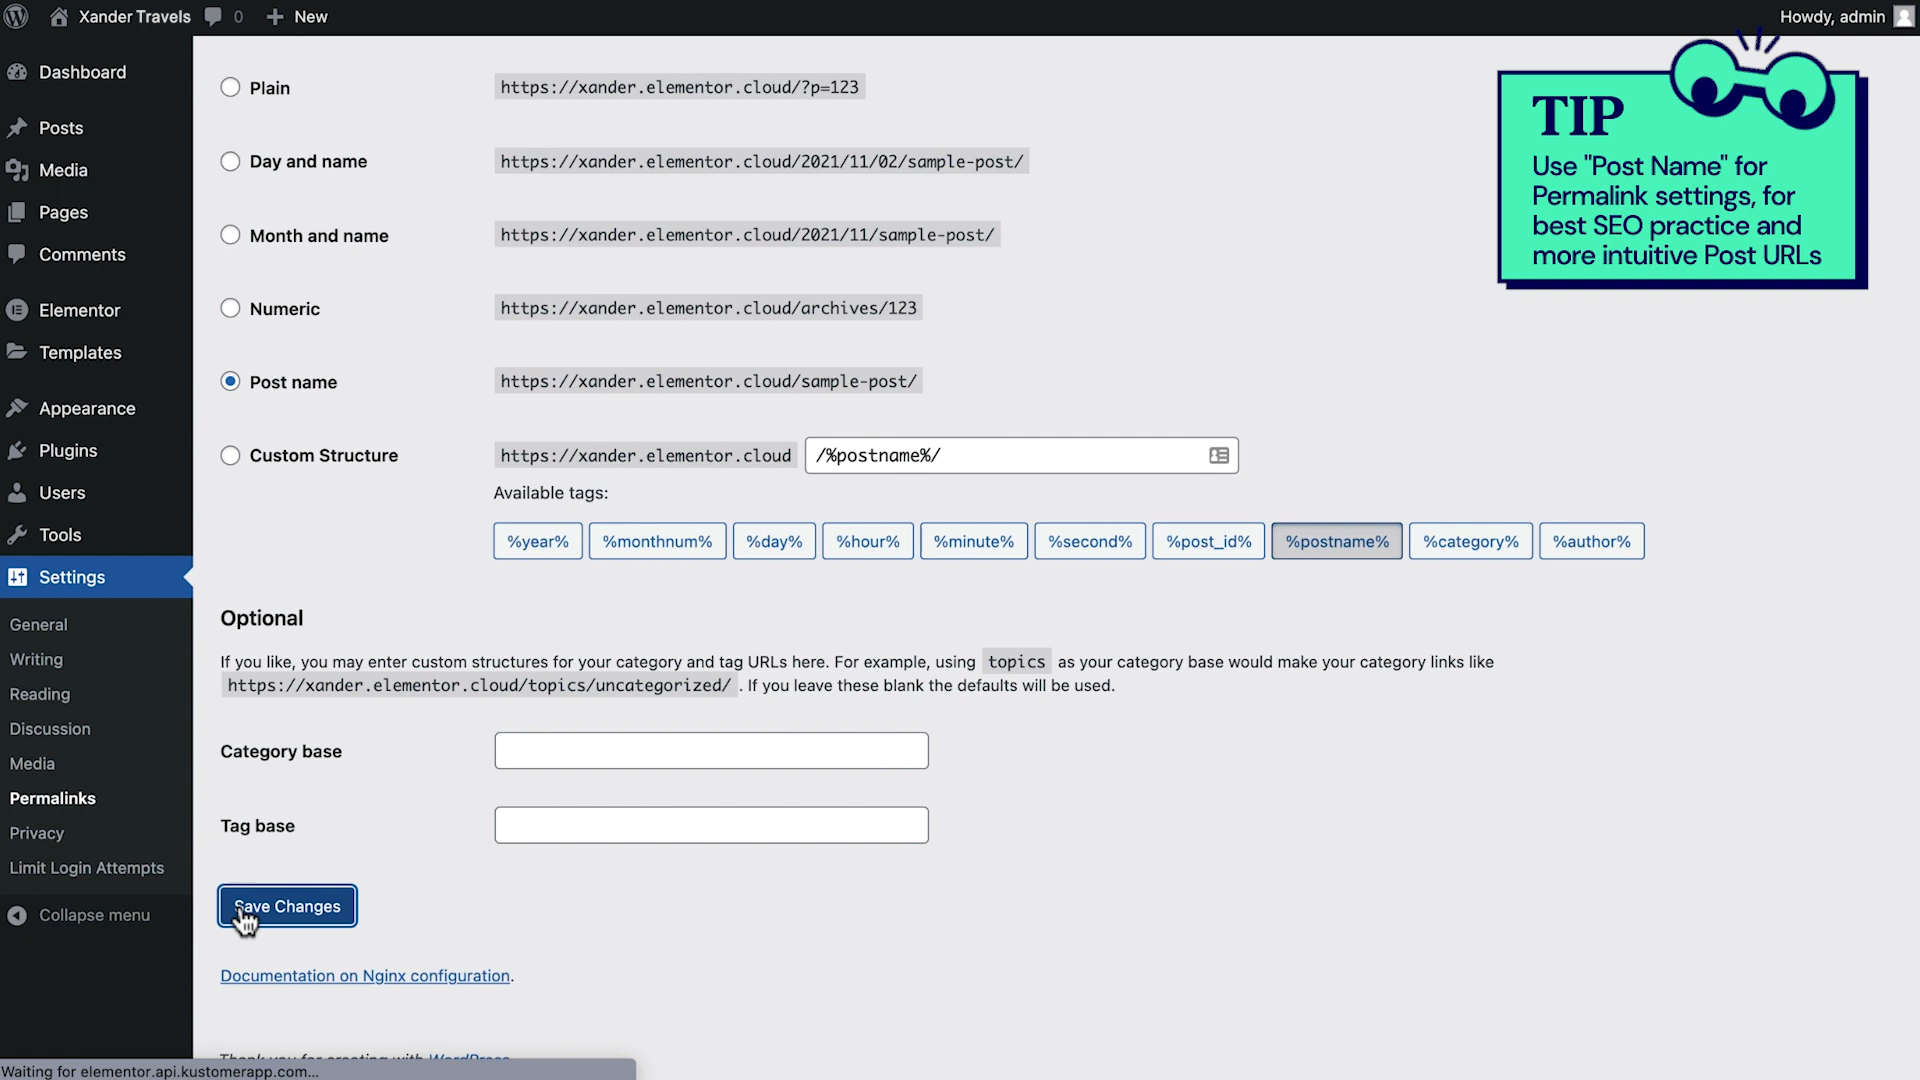 Xander Travels 0 New Howdy, admin
Dashboard
Posts
Media
Pages
Comments
Elementor
Templates
Appearance
Plugins
Users
Tools
Settings
General
Writing
Reading
Discussion
Media
Permalinks
Privacy
Limit Login Attempts
Collapse menu
Plain https://xander.elementor.cloud/?p=123
Day and name https://xander.elementor.cloud/2021/11/02/sample-post/
Month and name https://xander.elementor.cloud/2021/11/sample-post/
Numeric https://xander.elementor.cloud/archives/123
Post name https://xander.elementor.cloud/sample-post/
Custom Structure https://xander.elementor.cloud /%postname%/
Available tags:
%year% %monthnum% %day% %hour% %minute% %second% %post_id% %postname% %category% %author%
Optional
If you like, you may enter custom structures for your category and tag URLs here. For example, using topics as your category base would make your category links like
https://xander.elementor.cloud/topics/uncategorized/ . If you leave these blank the defaults will be used.
Category base
Tag base
Save Changes
Documentation on Nginx configuration.
Thank you for creating with WordPress
Waiting for elementor.api.kustomerapp.com...
TIP
Use "Post Name" for
Permalink settings, for
best SEO practice and
more intuitive Post URLs